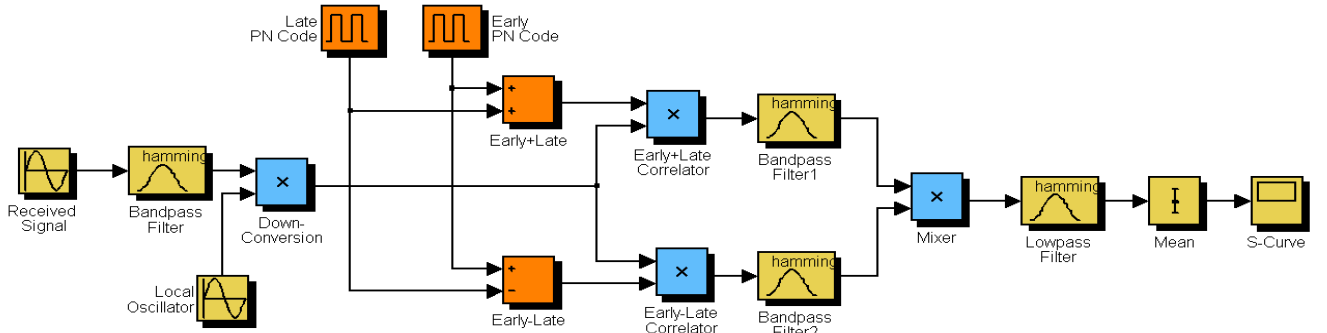 Late
PN Code
Early
PN Code
+
+
Early+Late
×
Early+Late
Correlator
hamming
Bandpass
Filter1
Received
Signal
hamming
Bandpass
Filter
×
Down-
Conversion
Local
Oscillator
+
−
Early-Late
×
Early-Late
Correlator
hamming
Bandpass
Filter2
×
Mixer
hamming
Lowpass
Filter
Mean
S-Curve